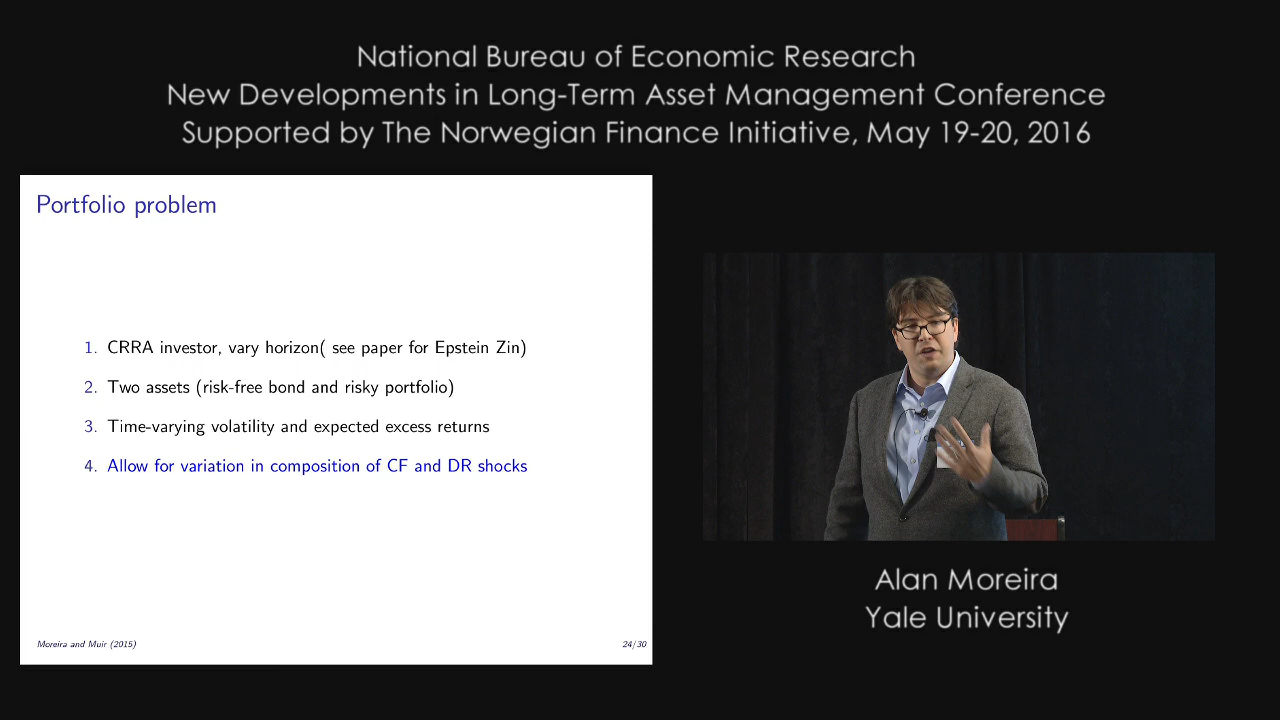 National Bureau of Economic Research
New Developments in Long-Term Asset Management Conference
Supported by The Norwegian Finance Initiative, May 19-20, 2016
Portfolio problem
1. CRRA investor, vary horizon( see paper for Epstein Zin)
2. Two assets (risk-free bond and risky portfolio)
3. Time-varying volatility and expected excess returns
4. Allow for variation in composition of CF and DR shocks
Moreira and Muir (2015)
24/30
Alan Moreira
Yale University